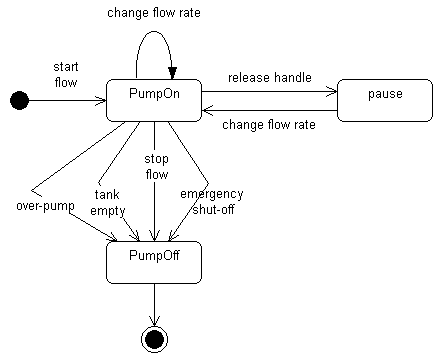 change flow rate
start
flow
release handle
PumpOn
pause
change flow rate
stop
flow
over-pump
tank
empty
emergency
shut-off
PumpOff